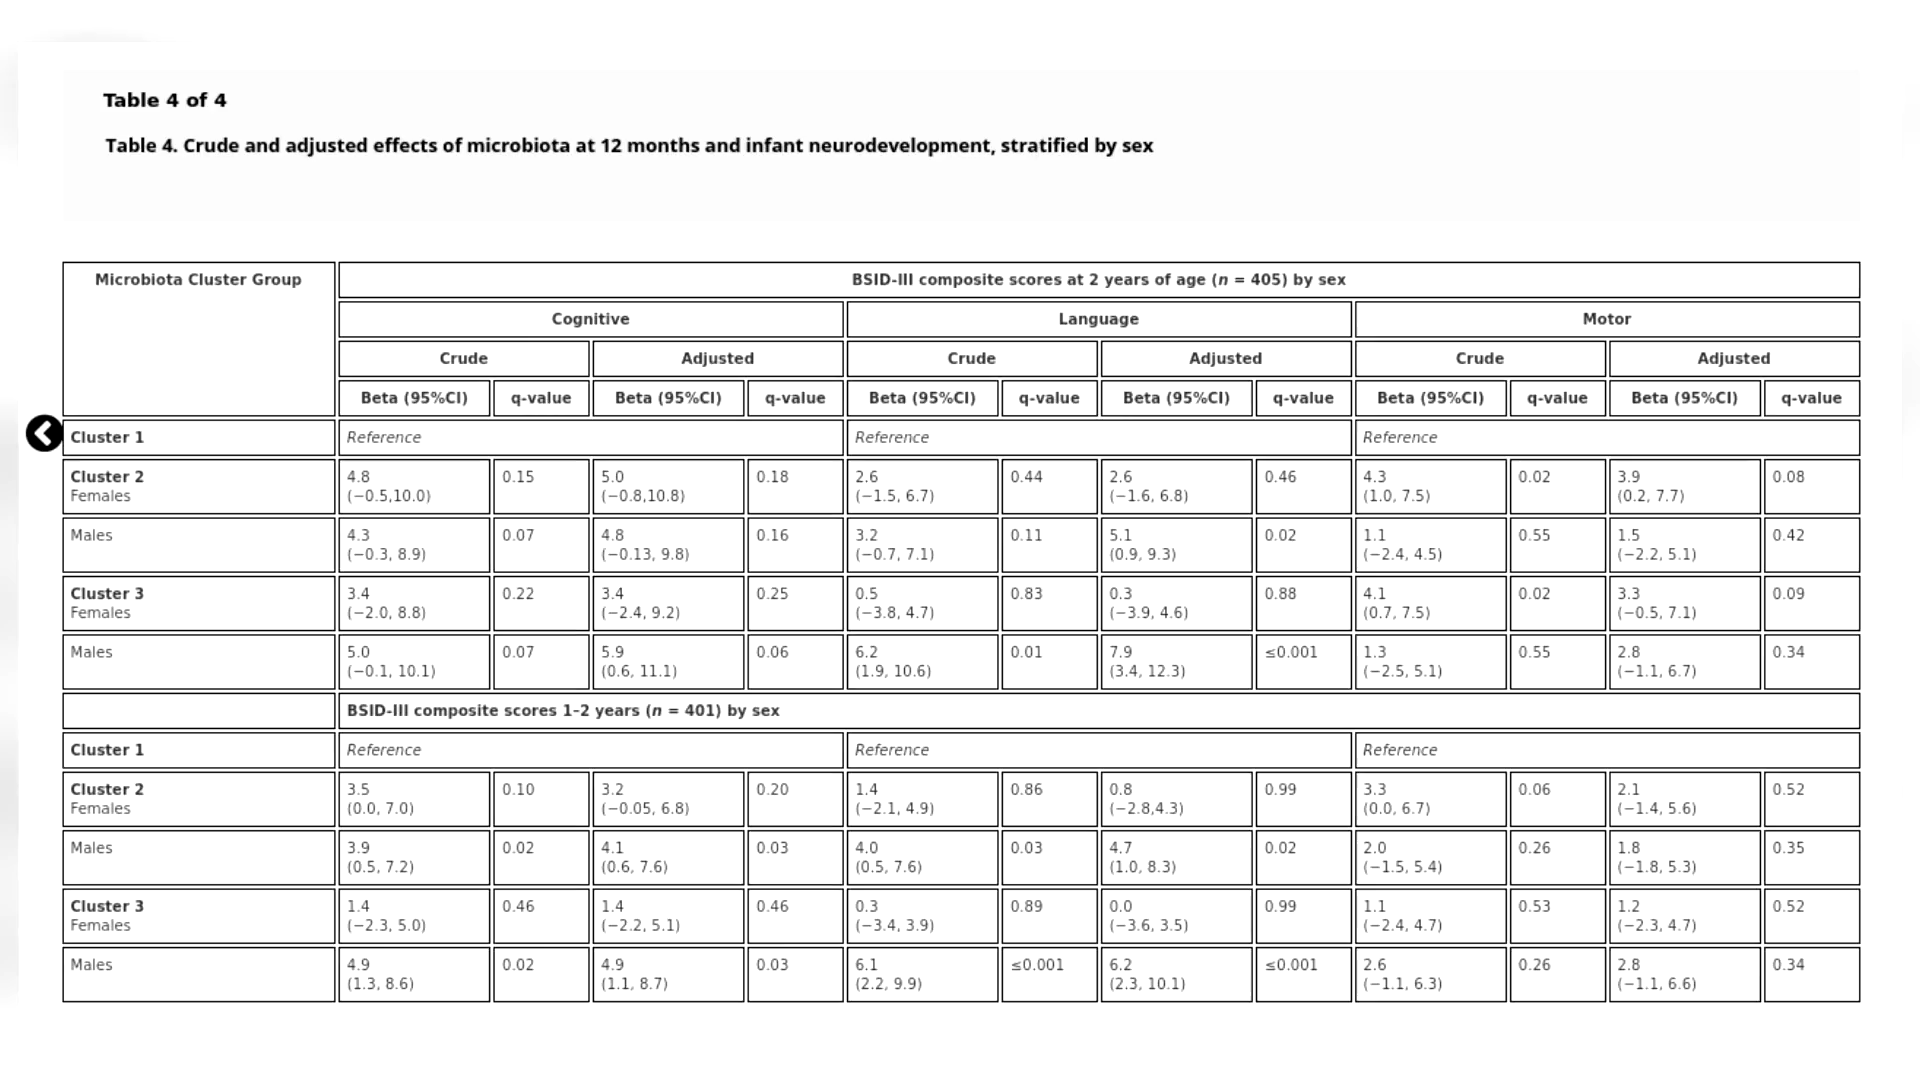 Table 4 of 4
Table 4. Crude and adjusted effects of microbiota at 12 months and infant neurodevelopment, stratified by sex
Microbiota Cluster Group
BSID-III composite scores at 2 years of age (n = 405) by sex
Cognitive Language Motor
Crude Adjusted Crude Adjusted Crude Adjusted
Beta (95%CI) q-value Beta (95%CI) q-value Beta (95%CI) q-value Beta (95%CI) q-value Beta (95%CI) q-value Beta (95%CI) q-value
Cluster 1 Reference Reference Reference
Cluster 2 4.8 0.15 5.0 0.18 2.6 0.44 2.6 0.46 4.3 0.02 3.9 0.08
Females (−0.5,10.0) (−0.8,10.8) (−1.5, 6.7) (−1.6, 6.8) (1.0, 7.5) (0.2, 7.7)
Males 4.3 0.07 4.8 0.16 3.2 0.11 5.1 0.02 1.1 0.55 1.5 0.42
(−0.3, 8.9) (−0.13, 9.8) (−0.7, 7.1) (0.9, 9.3) (−2.4, 4.5) (−2.2, 5.1)
Cluster 3 3.4 0.22 3.4 0.25 0.5 0.83 0.3 0.88 4.1 0.02 3.3 0.09
Females (−2.0, 8.8) (−2.4, 9.2) (−3.8, 4.7) (−3.9, 4.6) (0.7, 7.5) (−0.5, 7.1)
Males 5.0 0.07 5.9 0.06 6.2 0.01 7.9 ≤0.001 1.3 0.55 2.8 0.34
(−0.1, 10.1) (0.6, 11.1) (1.9, 10.6) (3.4, 12.3) (−2.5, 5.1) (−1.1, 6.7)
BSID-III composite scores 1–2 years (n = 401) by sex
Cluster 1 Reference Reference Reference
Cluster 2 3.5 0.10 3.2 0.20 1.4 0.86 0.8 0.99 3.3 0.06 2.1 0.52
Females (0.0, 7.0) (−0.05, 6.8) (−2.1, 4.9) (−2.8,4.3) (0.0, 6.7) (−1.4, 5.6)
Males 3.9 0.02 4.1 0.03 4.0 0.03 4.7 0.02 2.0 0.26 1.8 0.35
(0.5, 7.2) (0.6, 7.6) (0.5, 7.6) (1.0, 8.3) (−1.5, 5.4) (−1.8, 5.3)
Cluster 3 1.4 0.46 1.4 0.46 0.3 0.89 0.0 0.99 1.1 0.53 1.2 0.52
Females (−2.3, 5.0) (−2.2, 5.1) (−3.4, 3.9) (−3.6, 3.5) (−2.4, 4.7) (−2.3, 4.7)
Males 4.9 0.02 4.9 0.03 6.1 ≤0.001 6.2 ≤0.001 2.6 0.26 2.8 0.34
(1.3, 8.6) (1.1, 8.7) (2.2, 9.9) (2.3, 10.1) (−1.1, 6.3) (−1.1, 6.6)